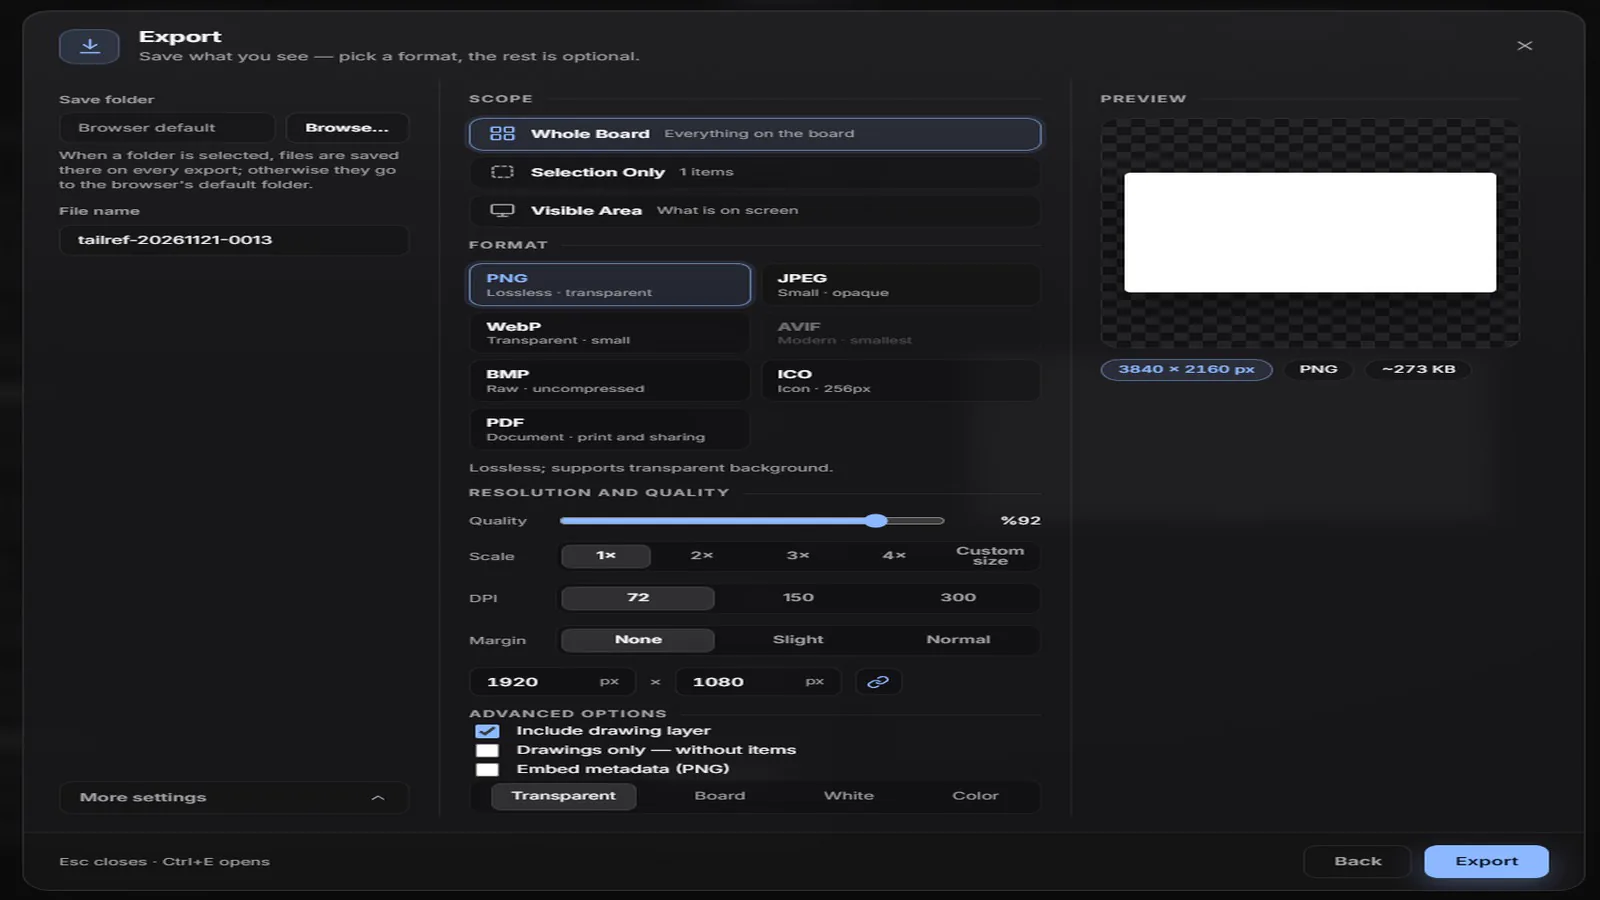 Export
Save what you see — pick a format, the rest is optional.
Save folder
Browser default
Browse...
When a folder is selected, files are saved
there on every export; otherwise they go
to the browser's default folder.
File name
tailref-20261121-0013
More settings
SCOPE
Whole Board Everything on the board
Selection Only 1 items
Visible Area What is on screen
FORMAT
PNG
Lossless · transparent
JPEG
Small · opaque
WebP
Transparent · small
AVIF
Modern · smallest
BMP
Raw · uncompressed
ICO
Icon · 256px
PDF
Document · print and sharing
Lossless; supports transparent background.
RESOLUTION AND QUALITY
Quality %92
Scale 1× 2× 3× 4× Custom
size
DPI 72 150 300
Margin None Slight Normal
1920 px × 1080 px
ADVANCED OPTIONS
Include drawing layer
Drawings only — without items
Embed metadata (PNG)
Transparent Board White Color
PREVIEW
3840 × 2160 px PNG ~273 KB
Esc closes · Ctrl+E opens
Back
Export